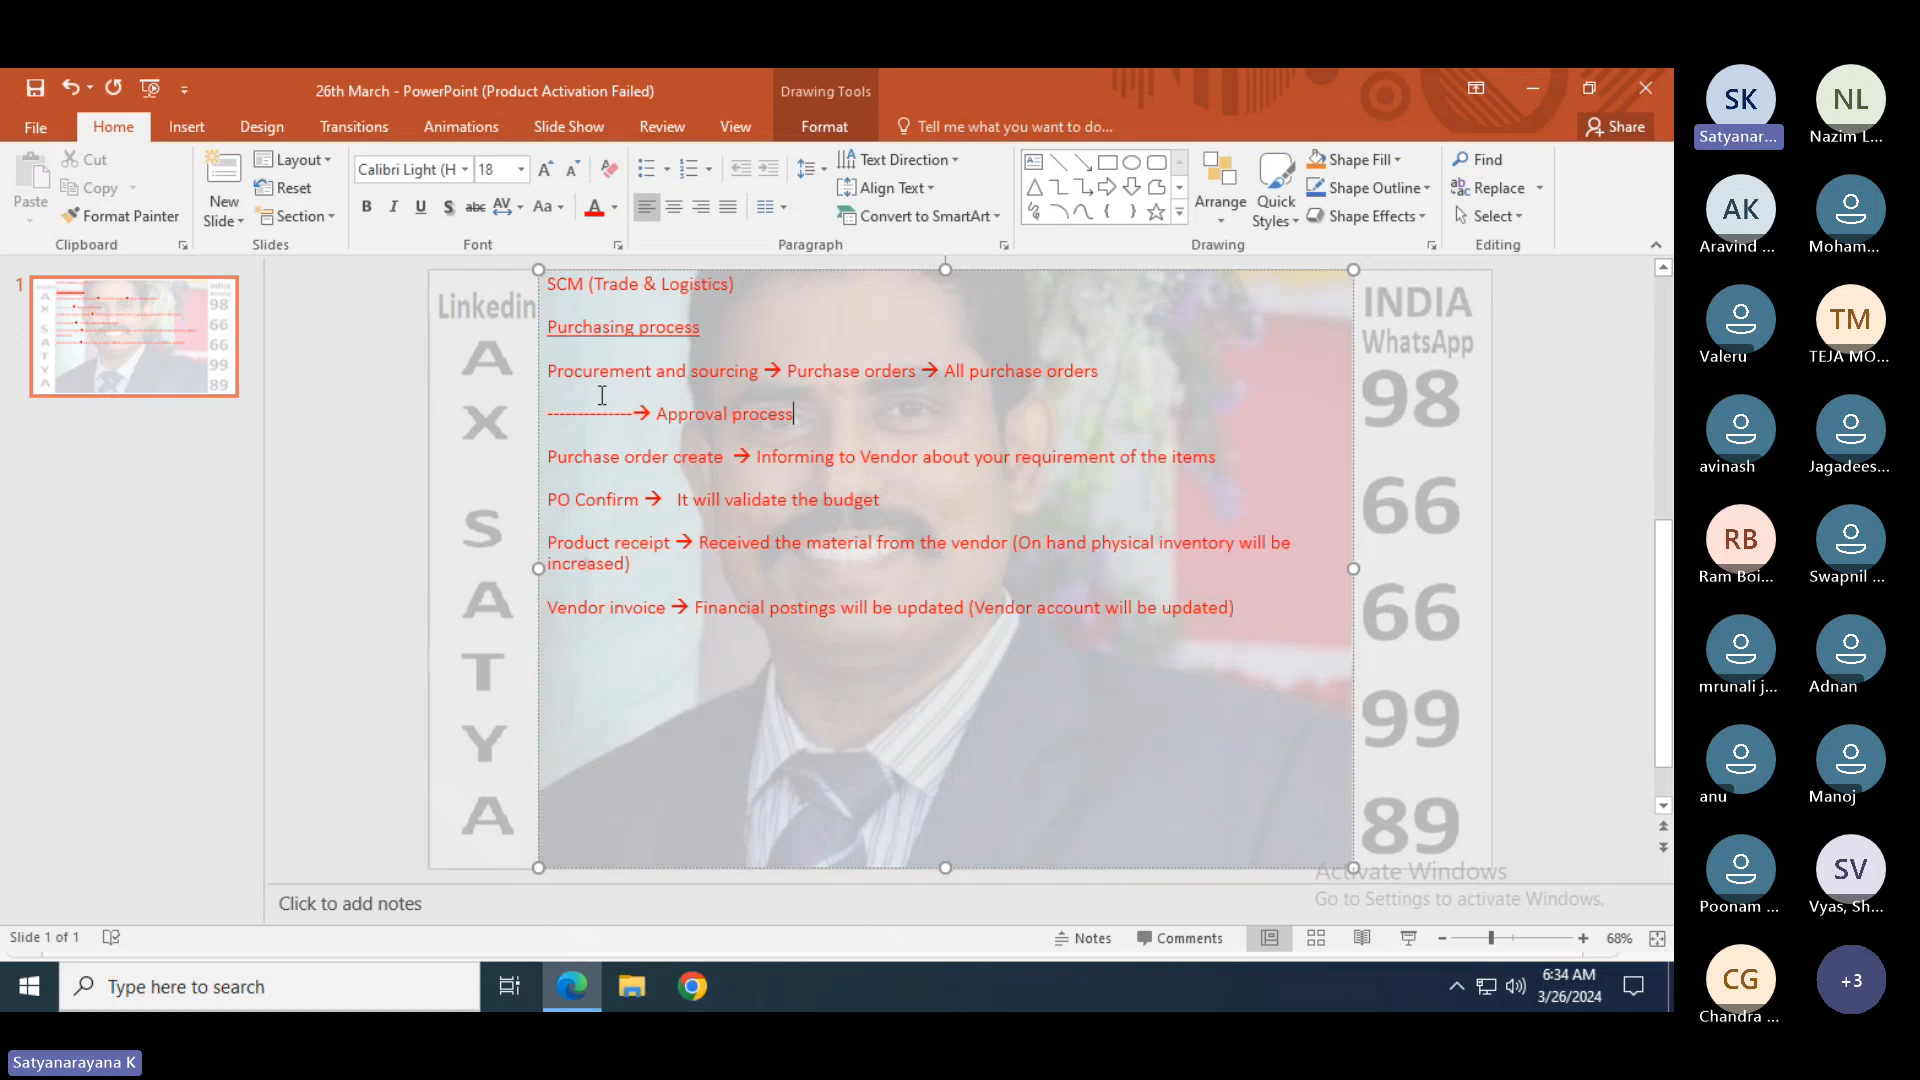 26th March - PowerPoint (Product Activation Failed)
Drawing Tools
File
Home
Insert
Design
Transitions
Animations
Slide Show
Review
View
Format
Tell me what you want to do...
Share
Paste
Cut
Copy
Format Painter
Clipboard
New Slide
Layout
Reset
Section
Slides
Calibri Light (H
18
B I U S abc AV Aa A
Font
Text Direction
Align Text
Convert to SmartArt
Paragraph
Arrange
Quick Styles
Shape Fill
Shape Outline
Shape Effects
Drawing
Find
Replace
Select
Editing
1
Linkedin
A
X
S
A
T
Y
A
SCM (Trade & Logistics)
Purchasing process
Procurement and sourcing → Purchase orders → All purchase orders
--------------→ Approval process
Purchase order create → Informing to Vendor about your requirement of the items
PO Confirm → It will validate the budget
Product receipt → Received the material from the vendor (On hand physical inventory will be
increased)
Vendor invoice → Financial postings will be updated (Vendor account will be updated)
INDIA
WhatsApp
98
66
66
99
89
Activate Windows
Go to Settings to activate Windows.
Click to add notes
Slide 1 of 1
Notes
Comments
68%
Type here to search
6:34 AM
3/26/2024
SK
Satyanar...
NL
Nazim L...
AK
Aravind ...
Moham...
Valeru
TM
TEJA MO...
avinash
Jagadees...
RB
Ram Boi...
Swapnil ...
mrunali j...
Adnan
anu
Manoj
Poonam ...
SV
Vyas, Sh...
CG
Chandra ...
+3
Satyanarayana K